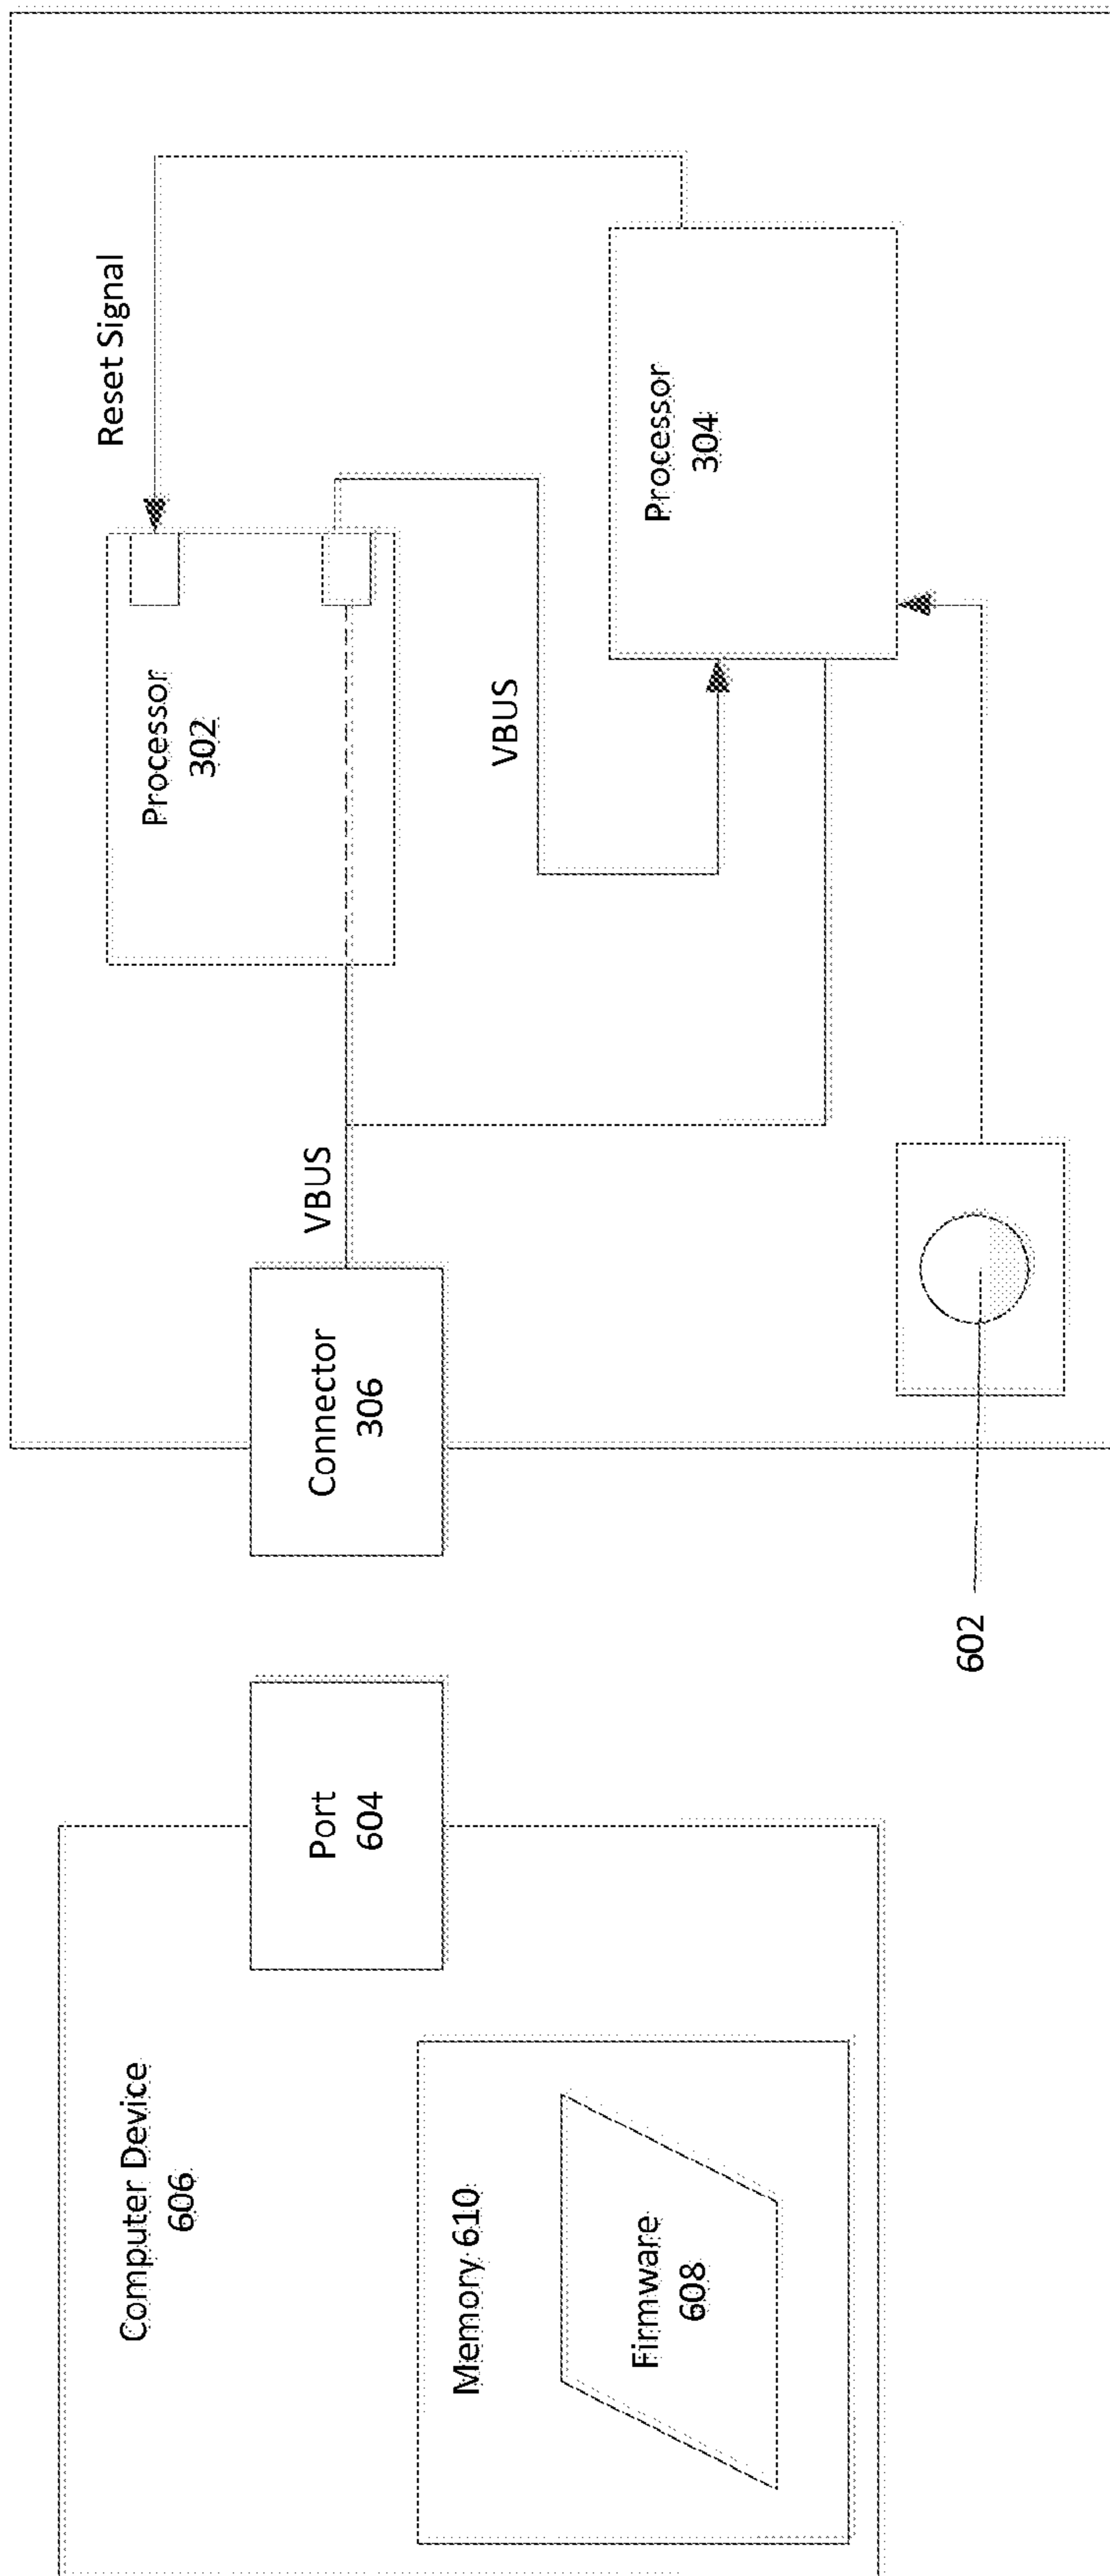 Computer Device
606
Memory 610
Firmware
608
Port
604
602
Connector
306
VBUS
Processor
302
VBUS
Reset Signal
Processor
304